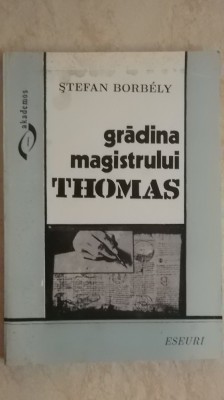 akademos
ŞTEFAN BORBÉLY
grădina
magistrului
THOMAS
ESEURI